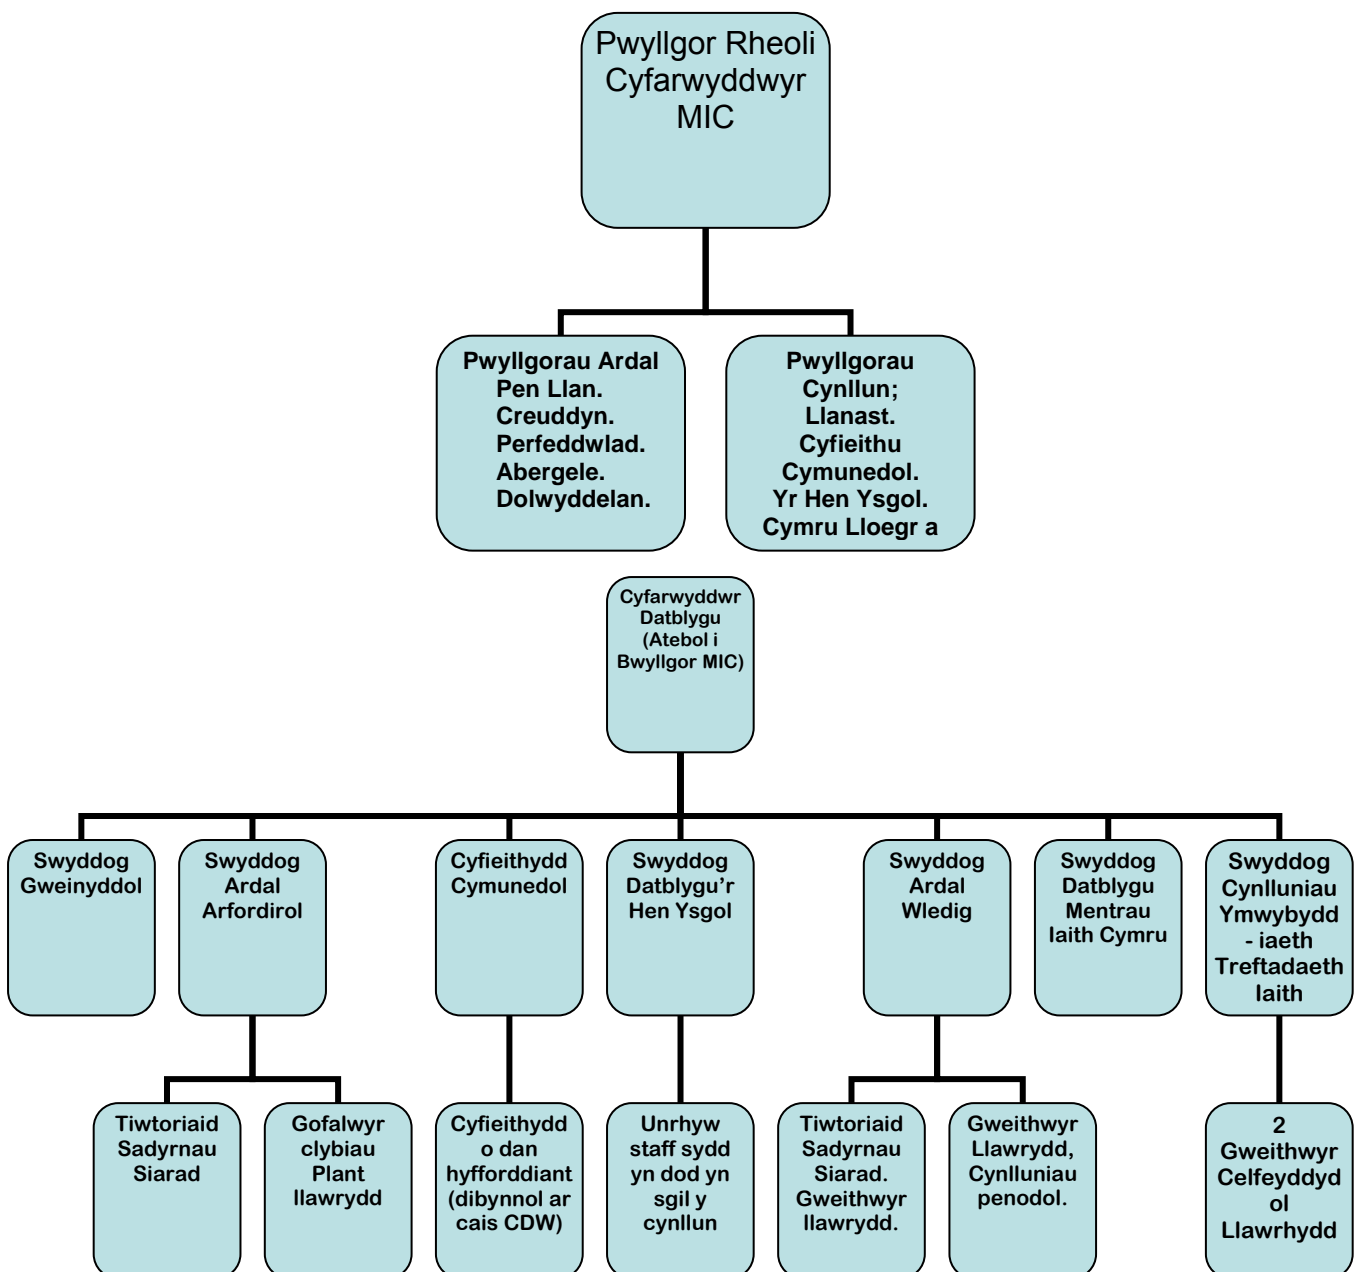 Pwyllgor Rheoli
Cyfarwyddwyr
MIC
Pwyllgorau Ardal
Pen Llan.
Creuddyn.
Perfeddwlad.
Abergele.
Dolwyddelan.
Pwyllgorau
Cynllun;
Llanast.
Cyfieithu
Cymunedol.
Yr Hen Ysgol.
Cymru Lloegr a
Cyfarwyddwr
Datblygu
(Atebol i
Bwyllgor MIC)
Swyddog
Gweinyddol
Swyddog
Ardal
Arfordirol
Cyfieithydd
Cymunedol
Swyddog
Datblygu’r
Hen Ysgol
Swyddog
Ardal
Wledig
Swyddog
Datblygu
Mentrau
Iaith Cymru
Swyddog
Cynlluniau
Ymwybydd
- iaeth
Treftadaeth
Iaith
Tiwtoriaid
Sadyrnau
Siarad
Gofalwyr
clybiau
Plant
llawrydd
Cyfieithydd
o dan
hyfforddiant
(dibynnol ar
cais CDW)
Unrhyw
staff sydd
yn dod yn
sgil y
cynllun
Tiwtoriaid
Sadyrnau
Siarad.
Gweithwyr
llawrydd.
Gweithwyr
Llawrydd,
Cynlluniau
penodol.
2
Gweithwyr
Celfeyddyd
ol
Llawrhydd